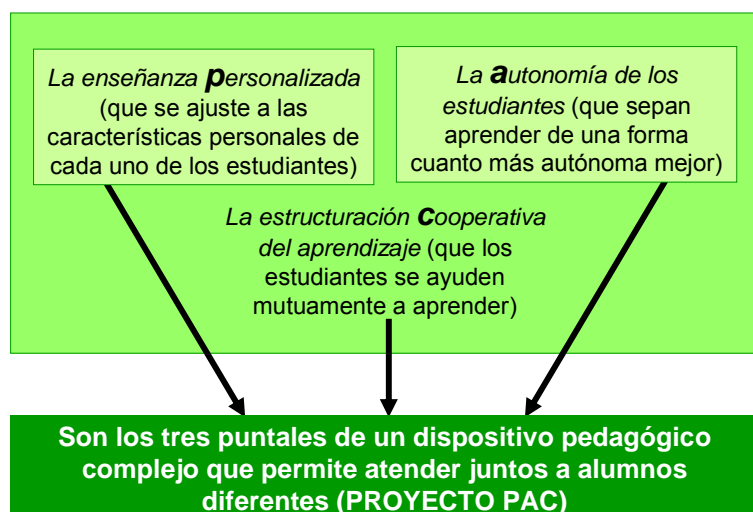 La enseñanza personalizada
(que se ajuste a las
características personales de
cada uno de los estudiantes)
La autonomía de los
estudiantes (que sepan
aprender de una forma
cuanto más autónoma mejor)
La estructuración cooperativa
del aprendizaje (que los
estudiantes se ayuden
mutuamente a aprender)
Son los tres puntales de un dispositivo pedagógico
complejo que permite atender juntos a alumnos
diferentes (PROYECTO PAC)